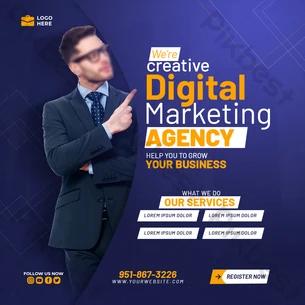 LOGO
HERE
We're
creative
Digital
Marketing
AGENCY
HELP YOU TO GROW
YOUR BUSINESS
WHAT WE DO
OUR SERVICES
LOREM IPSUM DOLOR
LOREM IPSUM DOLOR
LOREM IPSUM DOLOR
LOREM IPSUM DOLOR
FOLLOW US NOW
951-867-3226
WWW.YOURWEBSITE.COM
REGISTER NOW